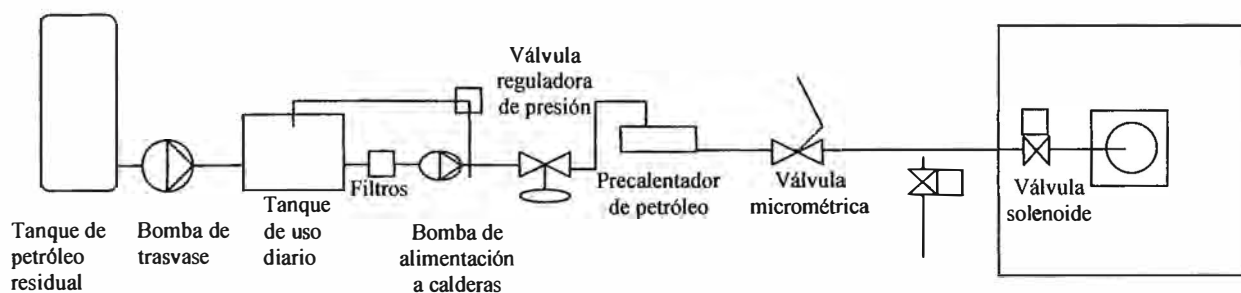 Válvula
reguladora
de presión
Filtros
Precalentador
de petróleo
Válvula
micrométrica
Válvula
solenoide
Tanque de
petróleo
residual
Bomba de
trasvase
Tanque
de uso
diario
Bomba de
alimentación
a calderas